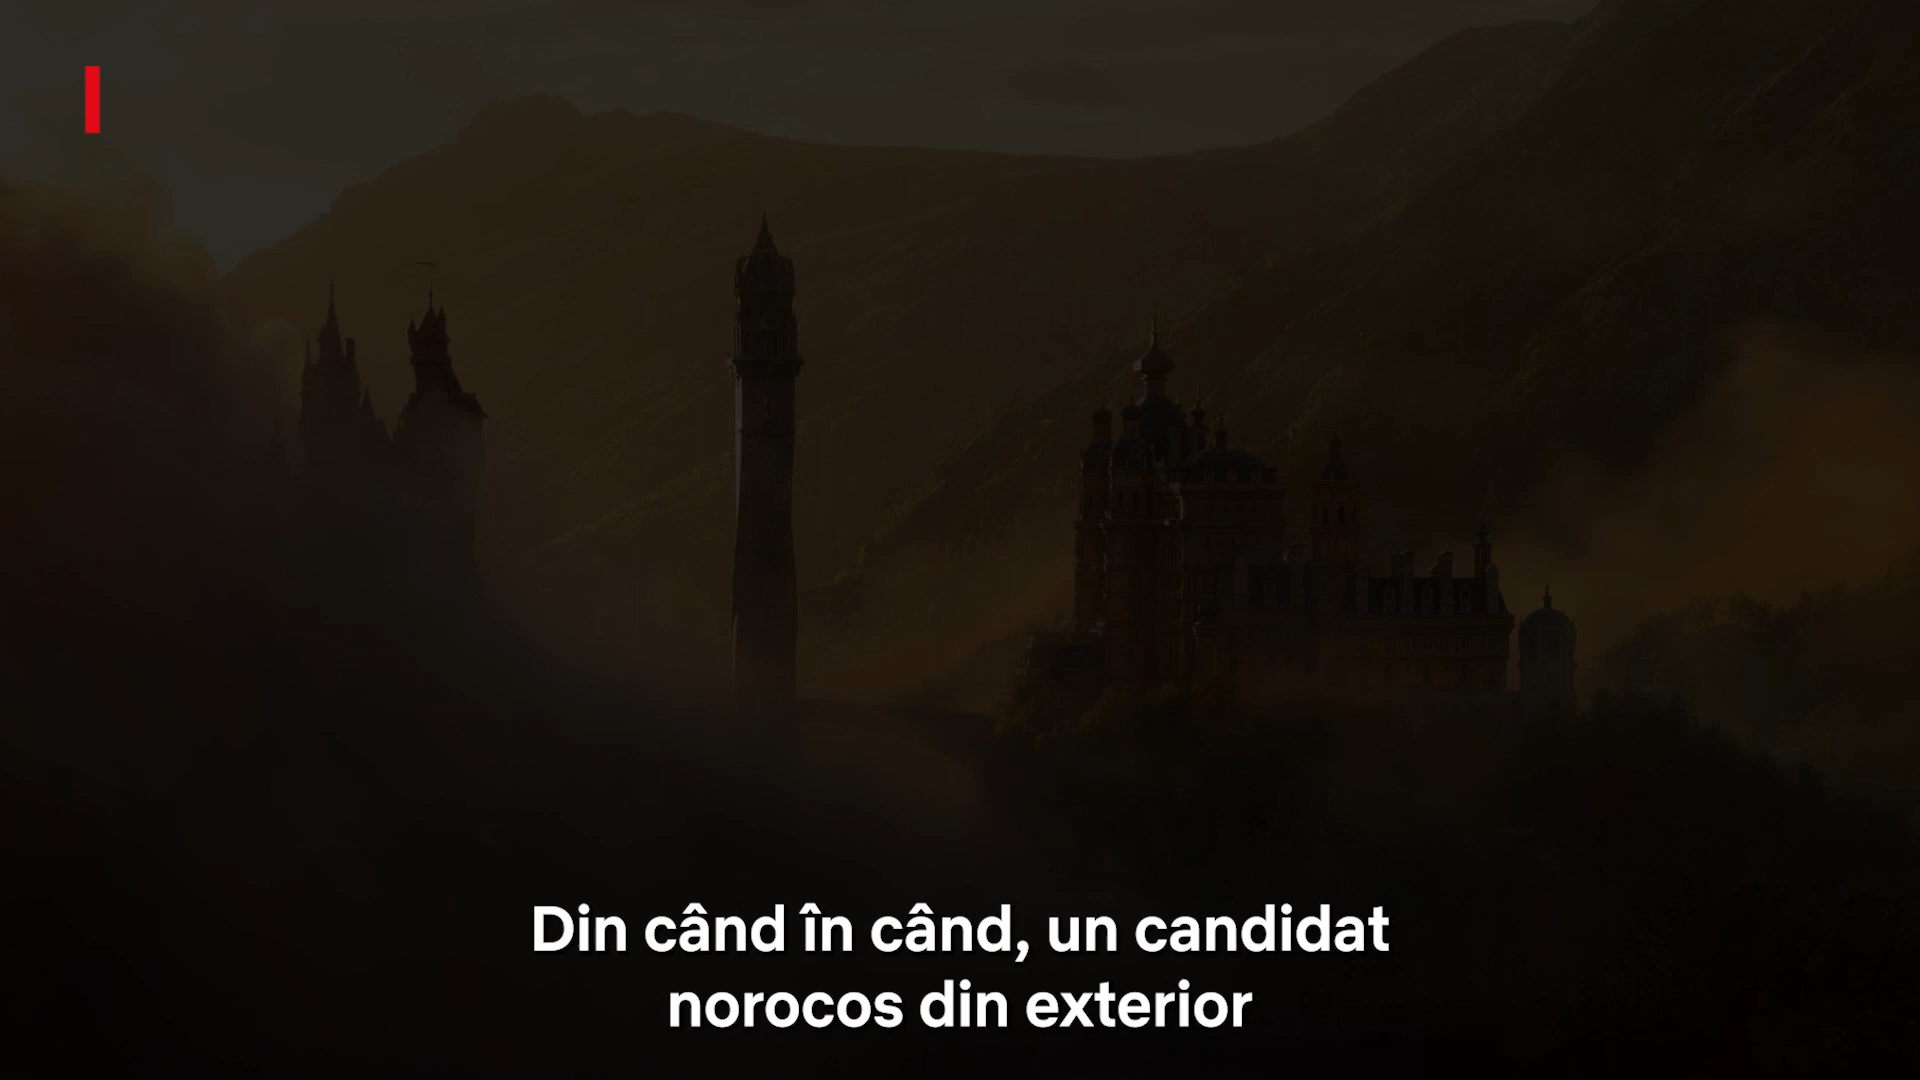 Din când în când, un candidat
norocos din exterior